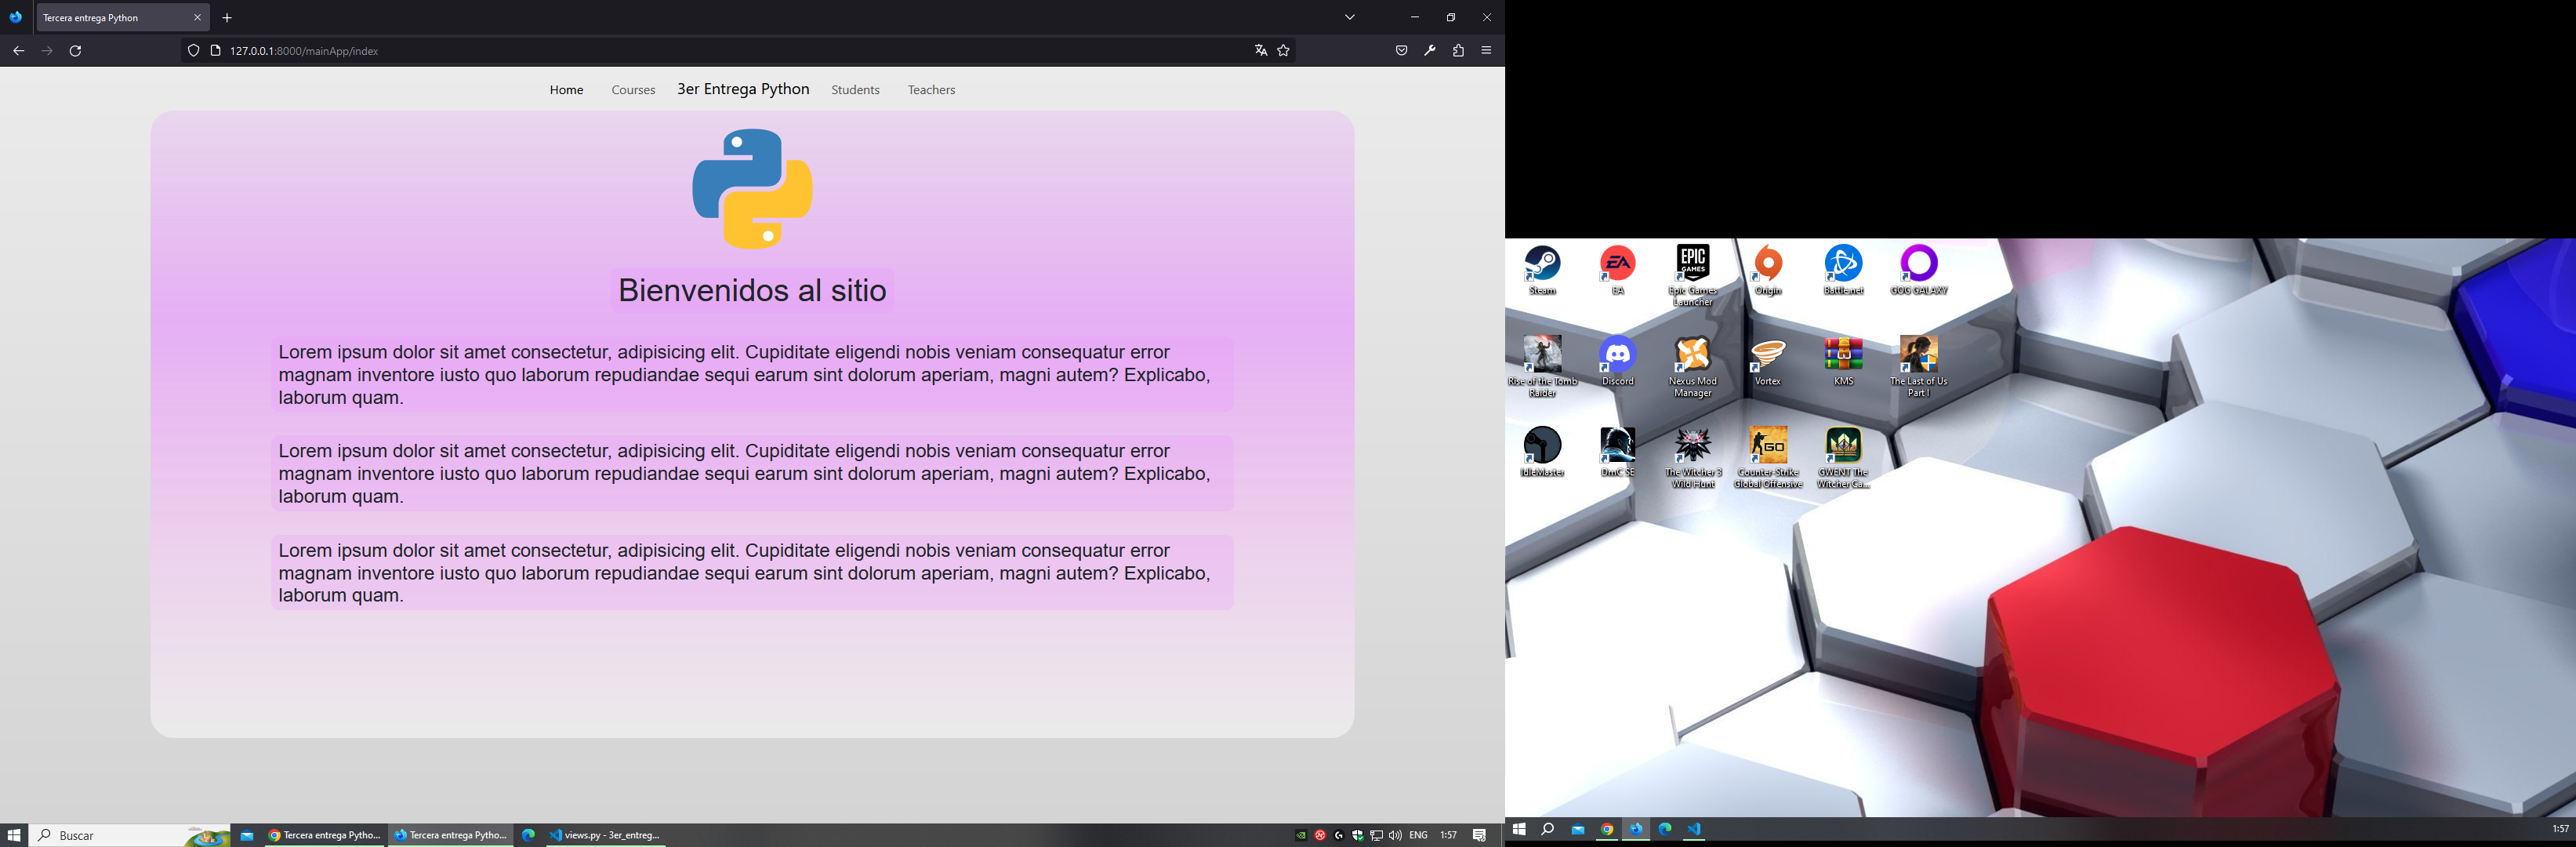 Tercera entrega Python
127.0.0.1:8000/mainApp/index
Home Courses 3er Entrega Python Students Teachers
Bienvenidos al sitio
Lorem ipsum dolor sit amet consectetur, adipisicing elit. Cupiditate eligendi nobis veniam consequatur error
magnam inventore iusto quo laborum repudiandae sequi earum sint dolorum aperiam, magni autem? Explicabo,
laborum quam.
Lorem ipsum dolor sit amet consectetur, adipisicing elit. Cupiditate eligendi nobis veniam consequatur error
magnam inventore iusto quo laborum repudiandae sequi earum sint dolorum aperiam, magni autem? Explicabo,
laborum quam.
Lorem ipsum dolor sit amet consectetur, adipisicing elit. Cupiditate eligendi nobis veniam consequatur error
magnam inventore iusto quo laborum repudiandae sequi earum sint dolorum aperiam, magni autem? Explicabo,
laborum quam.
Buscar
Tercera entrega Pytho...
Tercera entrega Pytho...
views.py - 3er_entreg...
ENG
1:57
EA
EPIC
GAMES
Steam
EA
Epic Games
Launcher
Origin
Battle.net
GOG GALAXY
Rise of the Tomb
Raider
Discord
Nexus Mod
Manager
Vortex
KMS
The Last of Us
Part I
GO
IdleMaster
DmC SE
The Witcher 3
Wild Hunt
Counter-Strike
Global Offensive
GWENT The
Witcher Ca...
1:57